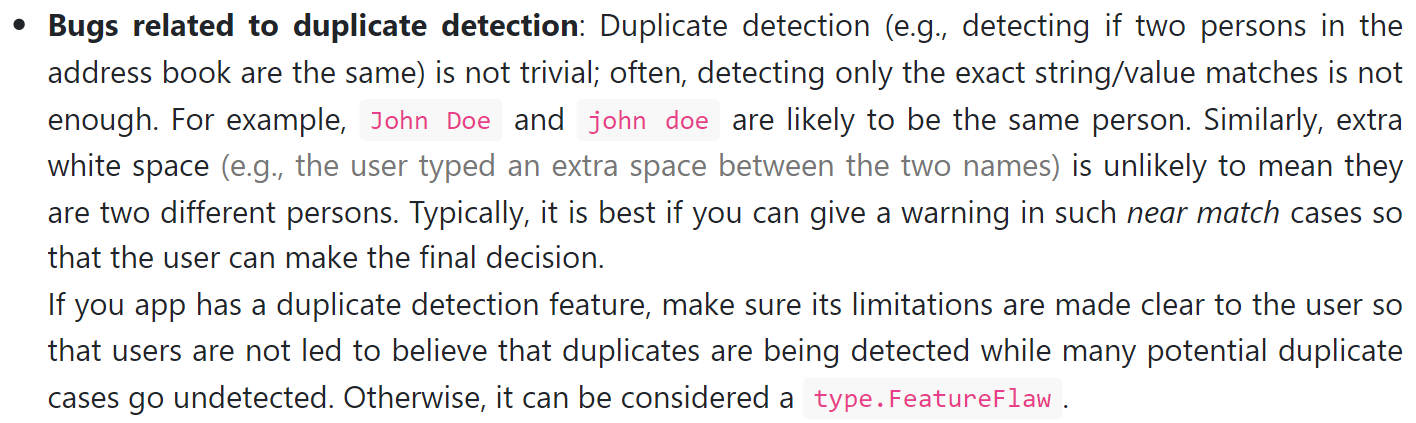 • Bugs related to duplicate detection: Duplicate detection (e.g., detecting if two persons in the
address book are the same) is not trivial; often, detecting only the exact string/value matches is not
enough. For example, John Doe and john doe are likely to be the same person. Similarly, extra
white space (e.g., the user typed an extra space between the two names) is unlikely to mean they
are two different persons. Typically, it is best if you can give a warning in such near match cases so
that the user can make the final decision.
If you app has a duplicate detection feature, make sure its limitations are made clear to the user so
that users are not led to believe that duplicates are being detected while many potential duplicate
cases go undetected. Otherwise, it can be considered a type.FeatureFlaw.